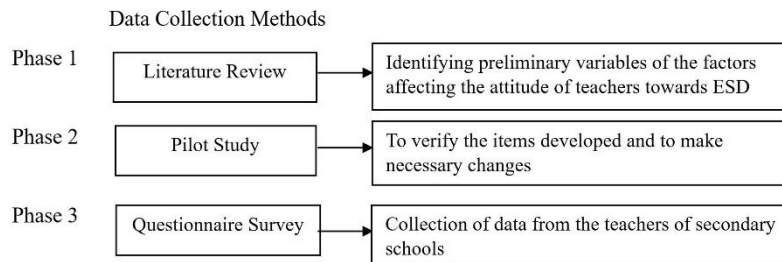 Data Collection Methods
Phase 1
Literature Review
Identifying preliminary variables of the factors
affecting the attitude of teachers towards ESD
Phase 2
Pilot Study
To verify the items developed and to make
necessary changes
Phase 3
Questionnaire Survey
Collection of data from the teachers of secondary
schools